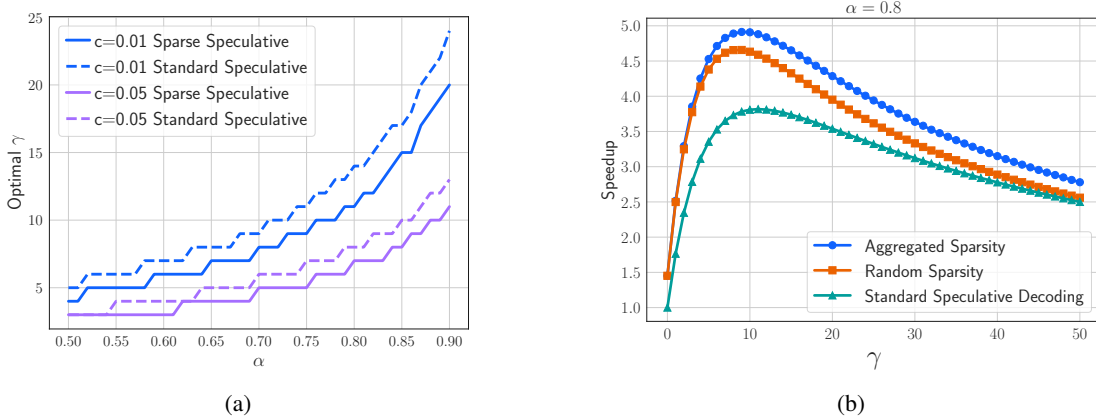 25
20
15
10
5
Optimal γ
c=0.01 Sparse Speculative
c=0.01 Standard Speculative
c=0.05 Sparse Speculative
c=0.05 Standard Speculative
0.50 0.55 0.60 0.65 0.70 0.75 0.80 0.85 0.90
α
(a)
α = 0.8
5.0
4.5
4.0
3.5
3.0
2.5
2.0
1.5
1.0
Speedup
Aggregated Sparsity
Random Sparsity
Standard Speculative Decoding
0 10 20 30 40 50
γ
(b)